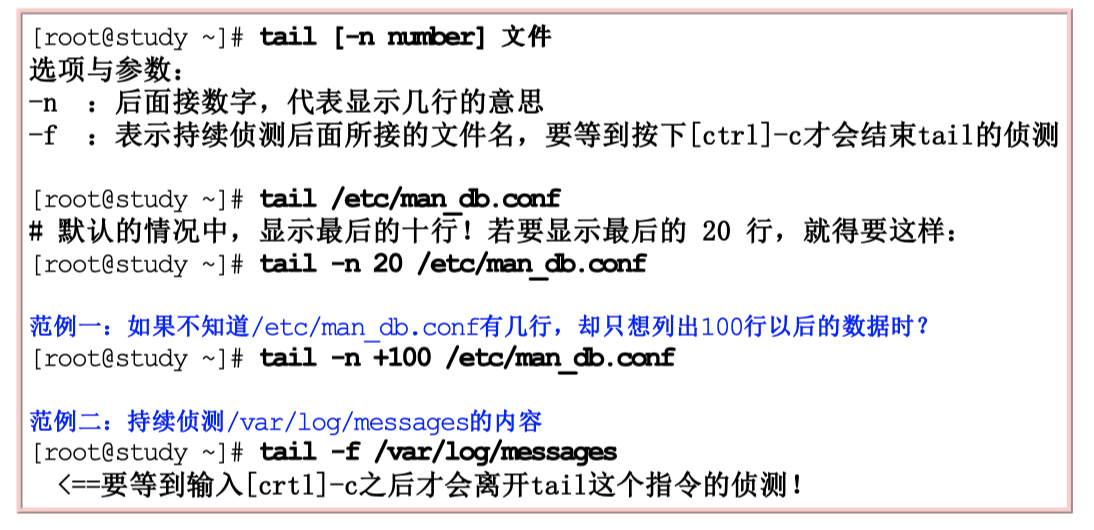 [root@study ~]# tail [-n number] 文件
选项与参数：
-n  ：后面接数字，代表显示几行的意思
-f  ：表示持续侦测后面所接的文件名，要等到按下[ctrl]-c才会结束tail的侦测
[root@study ~]# tail /etc/man_db.conf
# 默认的情况中，显示最后的十行！若要显示最后的 20 行，就得要这样：
[root@study ~]# tail -n 20 /etc/man_db.conf
范例一：如果不知道/etc/man_db.conf有几行，却只想列出100行以后的数据时？
[root@study ~]# tail -n +100 /etc/man_db.conf
范例二：持续侦测/var/log/messages的内容
[root@study ~]# tail -f /var/log/messages
  <==要等到输入[crtl]-c之后才会离开tail这个指令的侦测！